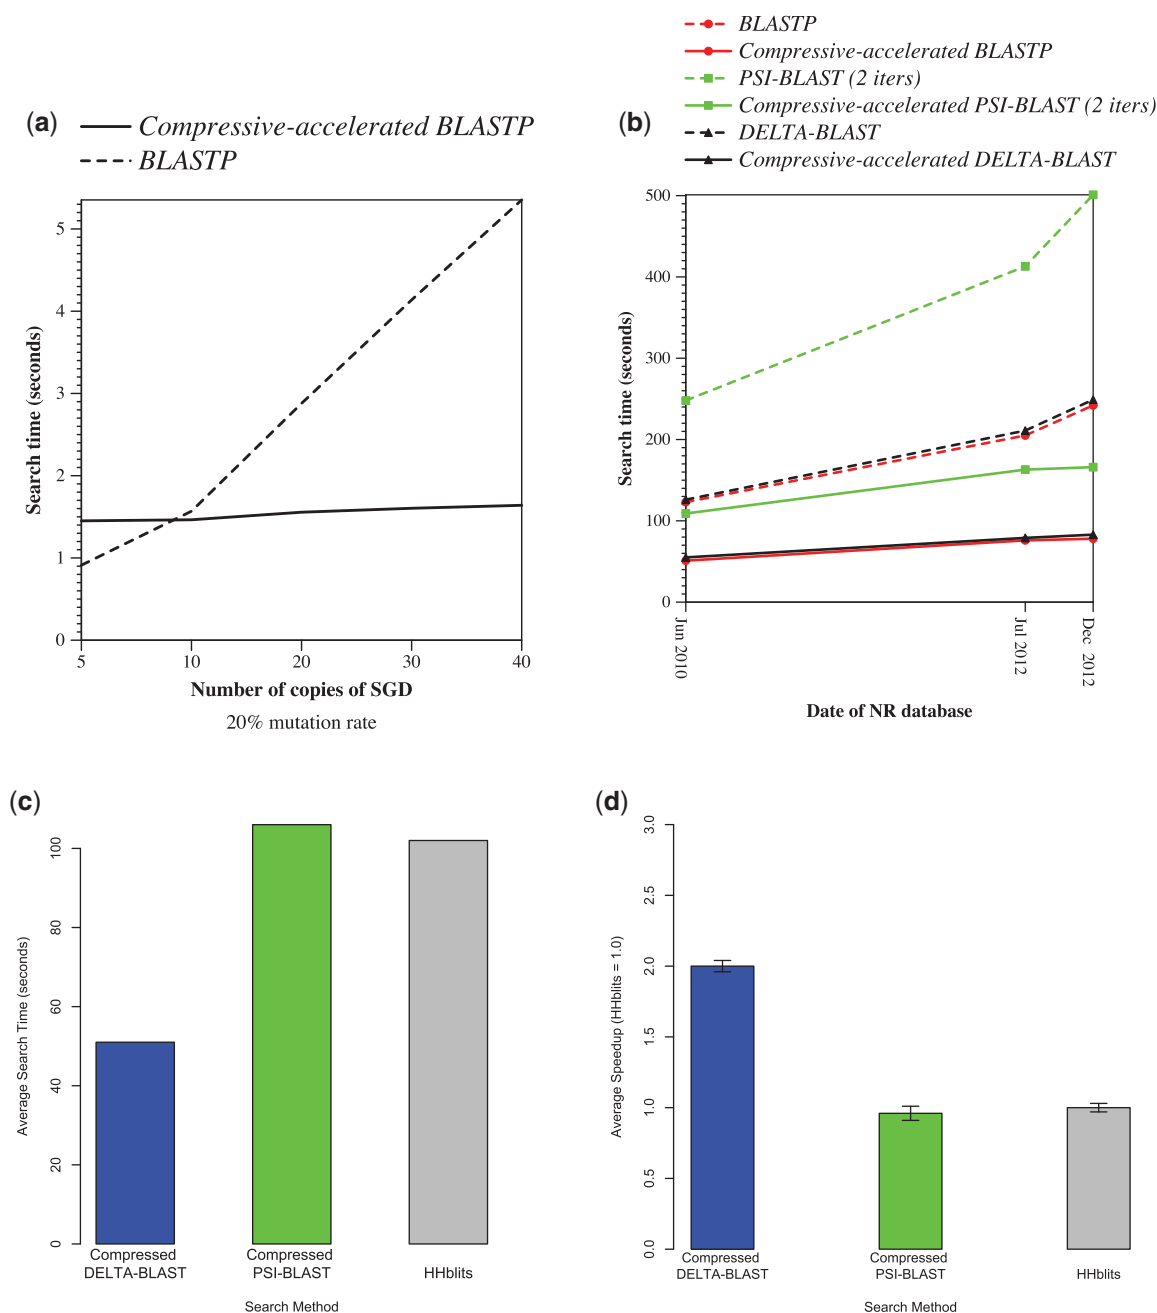 (a)
Compressive-accelerated BLASTP
BLASTP
5
4
3
2
1
0
Search time (seconds)
5 10 20 30 40
Number of copies of SGD
20% mutation rate
(b)
BLASTP
Compressive-accelerated BLASTP
PSI-BLAST (2 iters)
Compressive-accelerated PSI-BLAST (2 iters)
DELTA-BLAST
Compressive-accelerated DELTA-BLAST
500
400
300
200
100
0
Search time (seconds)
Jun 2010
Jul 2012
Dec 2012
Date of NR database
(c)
100
80
60
40
20
0
Average Search Time (seconds)
Compressed
DELTA-BLAST
Compressed
PSI-BLAST
HHblits
Search Method
(d)
3.0
2.5
2.0
1.5
1.0
0.5
0.0
Average Speedup (HHblits = 1.0)
Compressed
DELTA-BLAST
Compressed
PSI-BLAST
HHblits
Search Method